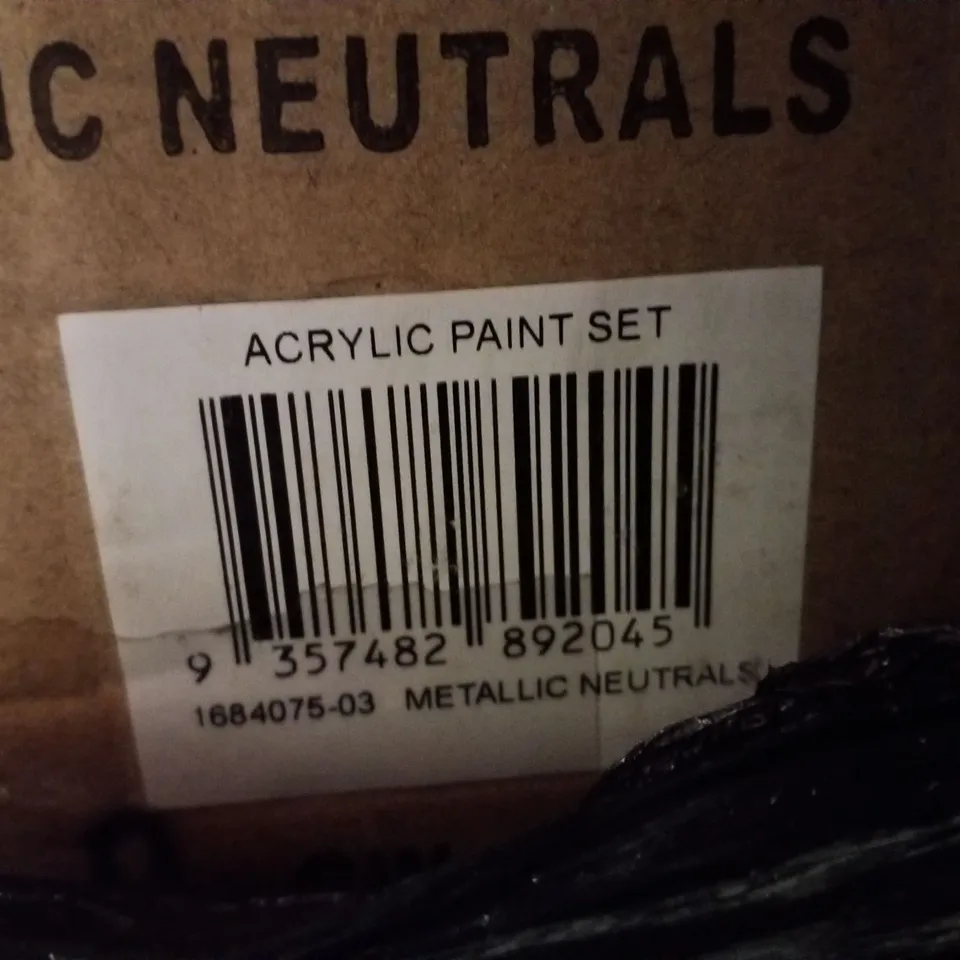 IC NEUTRALS
ACRYLIC PAINT SET
9 357482 892045
1684075-03 METALLIC NEUTRALS